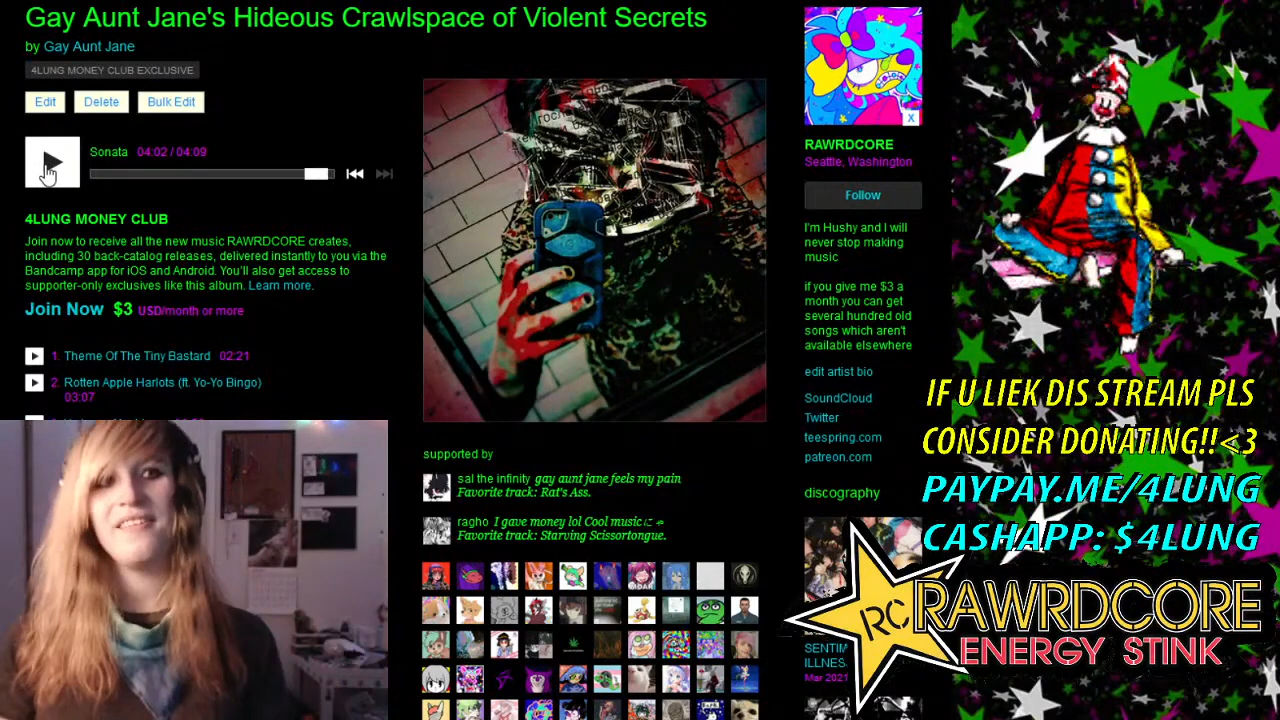 Gay Aunt Jane's Hideous Crawlspace of Violent Secrets
by Gay Aunt Jane
4LUNG MONEY CLUB EXCLUSIVE
Edit
Delete
Bulk Edit
Sonata 04:02 / 04:09
4LUNG MONEY CLUB
Join now to receive all the new music RAWRDCORE creates,
including 30 back-catalog releases, delivered instantly to you via the
Bandcamp app for iOS and Android. You'll also get access to
supporter-only exclusives like this album. Learn more.
Join Now $3 USD/month or more
1. Theme Of The Tiny Bastard 02:21
2. Rotten Apple Harlots (ft. Yo-Yo Bingo)
03:07
supported by
sal the infinity gay aunt jane feels my pain
Favorite track: Rat's Ass.
ragho I gave money lol Cool music
Favorite track: Starving Scissortongue.
X
RAWRDCORE
Seattle, Washington
Follow
I'm Hushy and I will
never stop making
music
if you give me $3 a
month you can get
several hundred old
songs which aren't
available elsewhere
edit artist bio
SoundCloud
Twitter
teespring.com
patreon.com
discography
SENTIM
ILLNES
Mar 2021
IF U LIEK DIS STREAM PLS
CONSIDER DONATING!!<3
PAYPAY.ME/4LUNG
CASHAPP: $4LUNG
RC
RAWRDCORE
ENERGY STINK